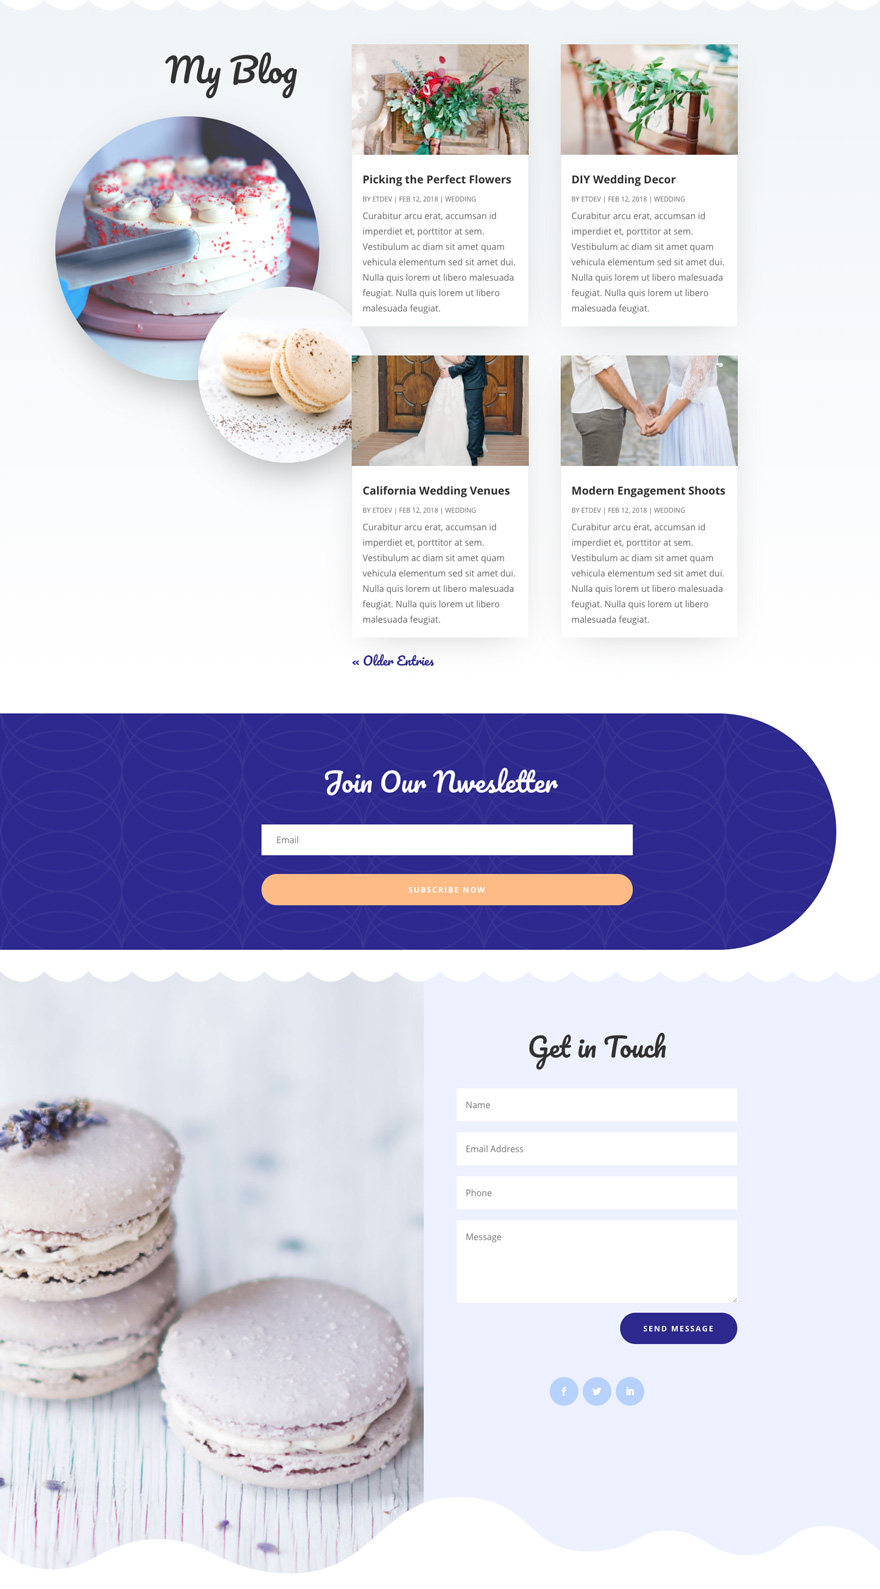 My Blog
Picking the Perfect Flowers
BY ETDEV | FEB 12, 2018 | WEDDING
Curabitur arcu erat, accumsan id
imperdiet et, porttitor at sem.
Vestibulum ac diam sit amet quam
vehicula elementum sed sit amet dui.
Nulla quis lorem ut libero malesuada
feugiat. Nulla quis lorem ut libero
malesuada feugiat.
DIY Wedding Decor
BY ETDEV | FEB 12, 2018 | WEDDING
Curabitur arcu erat, accumsan id
imperdiet et, porttitor at sem.
Vestibulum ac diam sit amet quam
vehicula elementum sed sit amet dui.
Nulla quis lorem ut libero malesuada
feugiat. Nulla quis lorem ut libero
malesuada feugiat.
California Wedding Venues
BY ETDEV | FEB 12, 2018 | WEDDING
Curabitur arcu erat, accumsan id
imperdiet et, porttitor at sem.
Vestibulum ac diam sit amet quam
vehicula elementum sed sit amet dui.
Nulla quis lorem ut libero malesuada
feugiat. Nulla quis lorem ut libero
malesuada feugiat.
Modern Engagement Shoots
BY ETDEV | FEB 12, 2018 | WEDDING
Curabitur arcu erat, accumsan id
imperdiet et, porttitor at sem.
Vestibulum ac diam sit amet quam
vehicula elementum sed sit amet dui.
Nulla quis lorem ut libero malesuada
feugiat. Nulla quis lorem ut libero
malesuada feugiat.
« Older Entries
Join Our Nwesletter
Email
SUBSCRIBE NOW
Get in Touch
Name
Email Address
Phone
Message
SEND MESSAGE